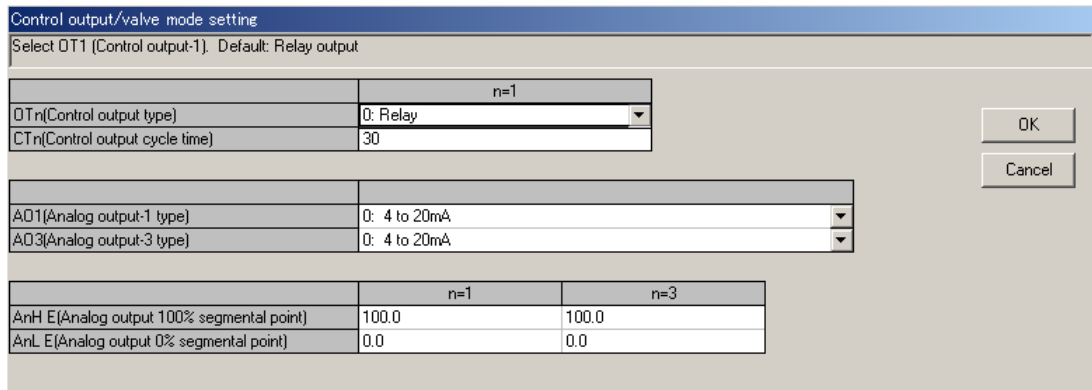 Control output/valve mode setting
Select OT1 (Control output-1).  Default: Relay output
n=1
OTn(Control output type) 0: Relay
CTn(Control output cycle time) 30
OK
Cancel
AO1(Analog output-1 type) 0:  4 to 20mA
AO3(Analog output-3 type) 0:  4 to 20mA
n=1 n=3
AnH E(Analog output 100% segmental point) 100.0 100.0
AnL E(Analog output 0% segmental point) 0.0 0.0